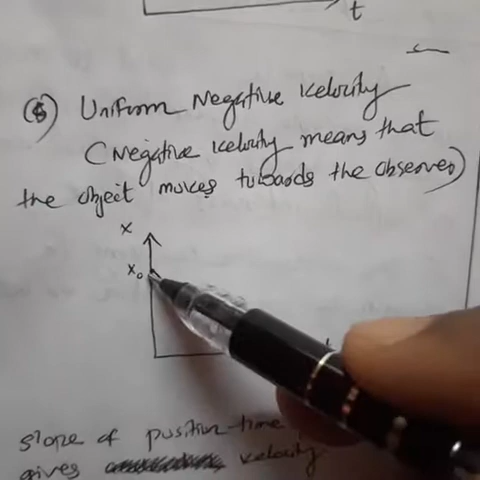 t
(6) Uniform Negative velocity
(Negative velocity means that
the object moves towards the observer)
x
x₀
slope of position-time
gives velocity